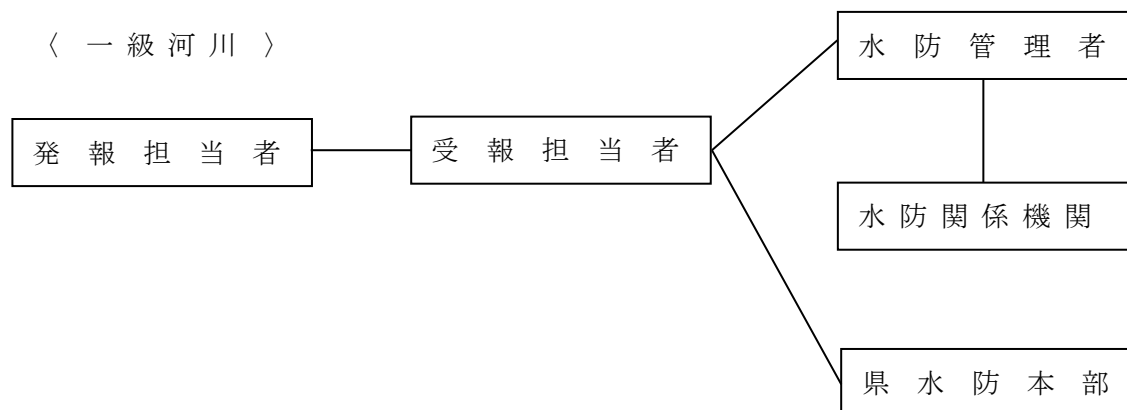 〈 一 級 河 川 〉
水 防 管 理 者
発 報 担 当 者
受 報 担 当 者
水 防 関 係 機 関
県 水 防 本 部